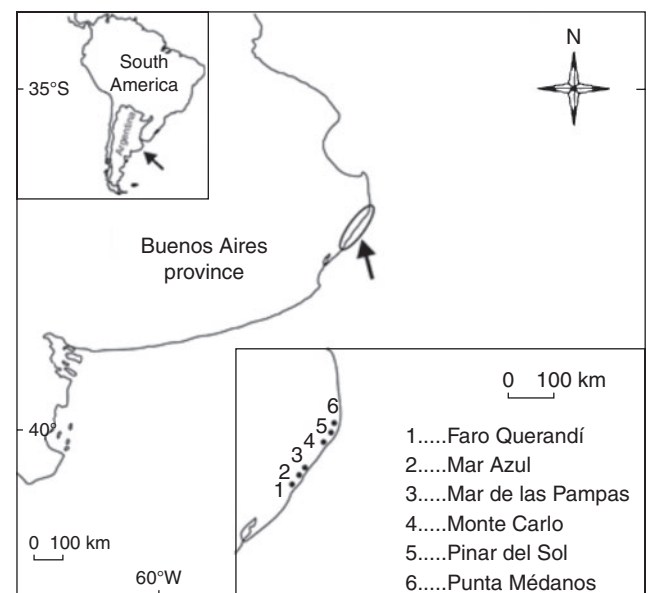 South
America
Argentina
N
35°S
Buenos Aires
province
40°
0 100 km
60°W
0 100 km
6
5
4
3
2
1
1.....Faro Querandí
2.....Mar Azul
3.....Mar de las Pampas
4.....Monte Carlo
5.....Pinar del Sol
6.....Punta Médanos